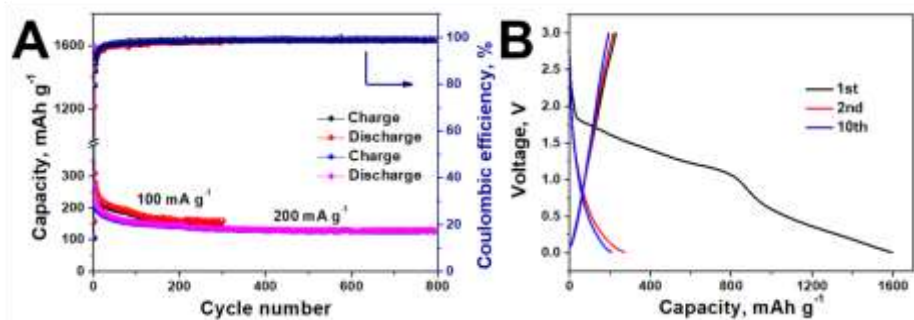 A
Capacity, mAh g⁻¹
1600
1200
300
200
100
0
Charge
Discharge
Charge
Discharge
100 mA g⁻¹
200 mA g⁻¹
0 200 400 600 800
Cycle number
100
80
60
40
20
0
Coulombic efficiency, %
B
Voltage, V
3.0
2.5
2.0
1.5
1.0
0.5
0.0
1st
2nd
10th
0 400 800 1200 1600
Capacity, mAh g⁻¹